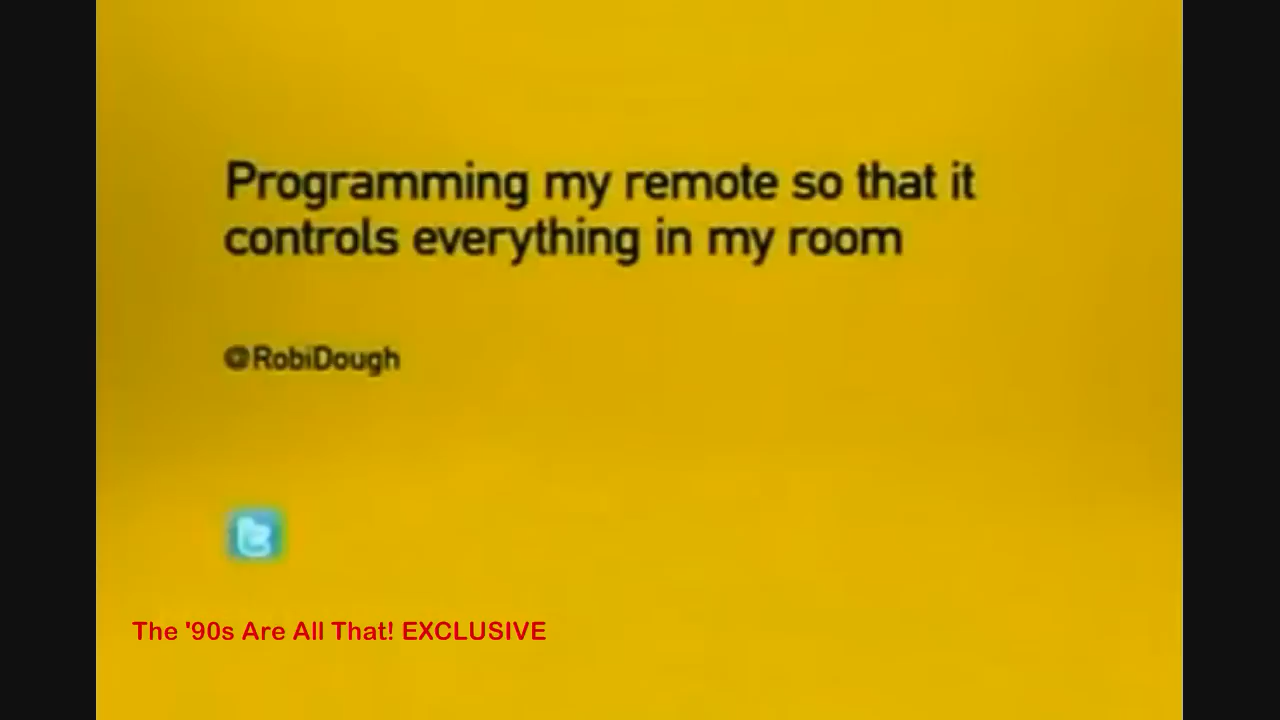 Programming my remote so that it
controls everything in my room
@RobiDough
The '90s Are All That! EXCLUSIVE